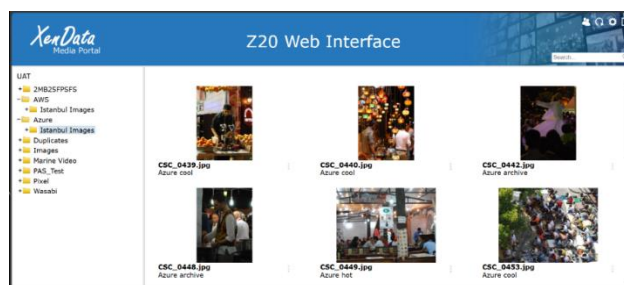 XenData
Media Portal
Z20 Web Interface
Search
UAT
2MB25FPSFS
AWS
Istanbul Images
Azure
Istanbul Images
Duplicates
Images
Marine Video
PAS_Test
Pixel
Wasabi
CSC_0439.jpg
Azure cool
CSC_0440.jpg
Azure cool
CSC_0442.jpg
Azure archive
CSC_0448.jpg
Azure archive
CSC_0449.jpg
Azure hot
CSC_0453.jpg
Azure cool